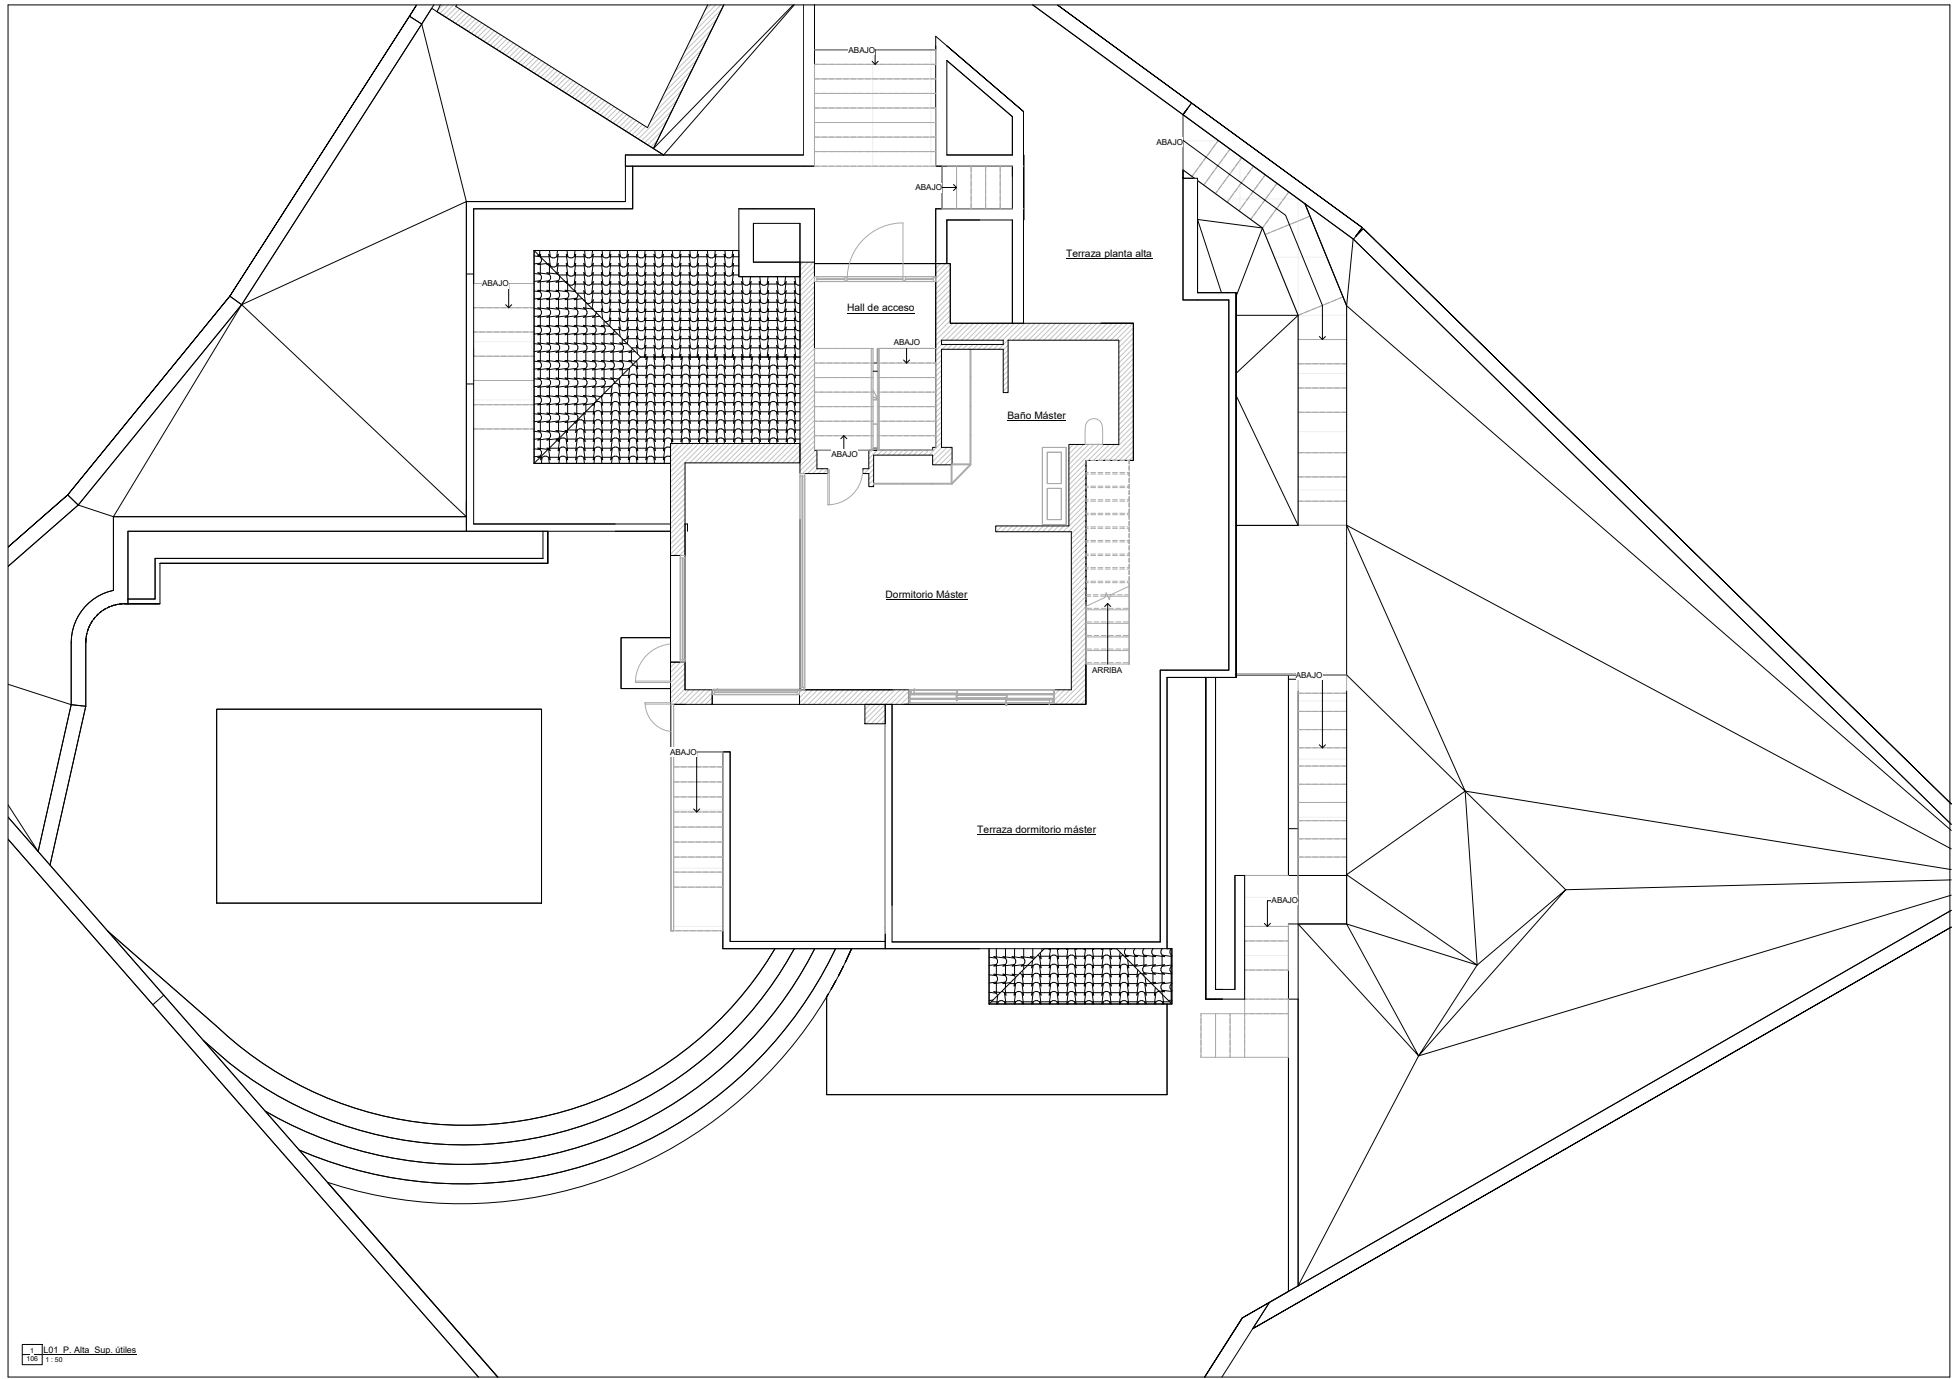 ABAJO
ABAJO
ABAJO
Terraza planta alta
ABAJO
Hall de acceso
ABAJO
Baño Máster
ABAJO
Dormitorio Máster
ARRIBA
ABAJO
ABAJO
Terraza dormitorio máster
ABAJO
1 L01_P. Alta_Sup. útiles
106 1 : 50